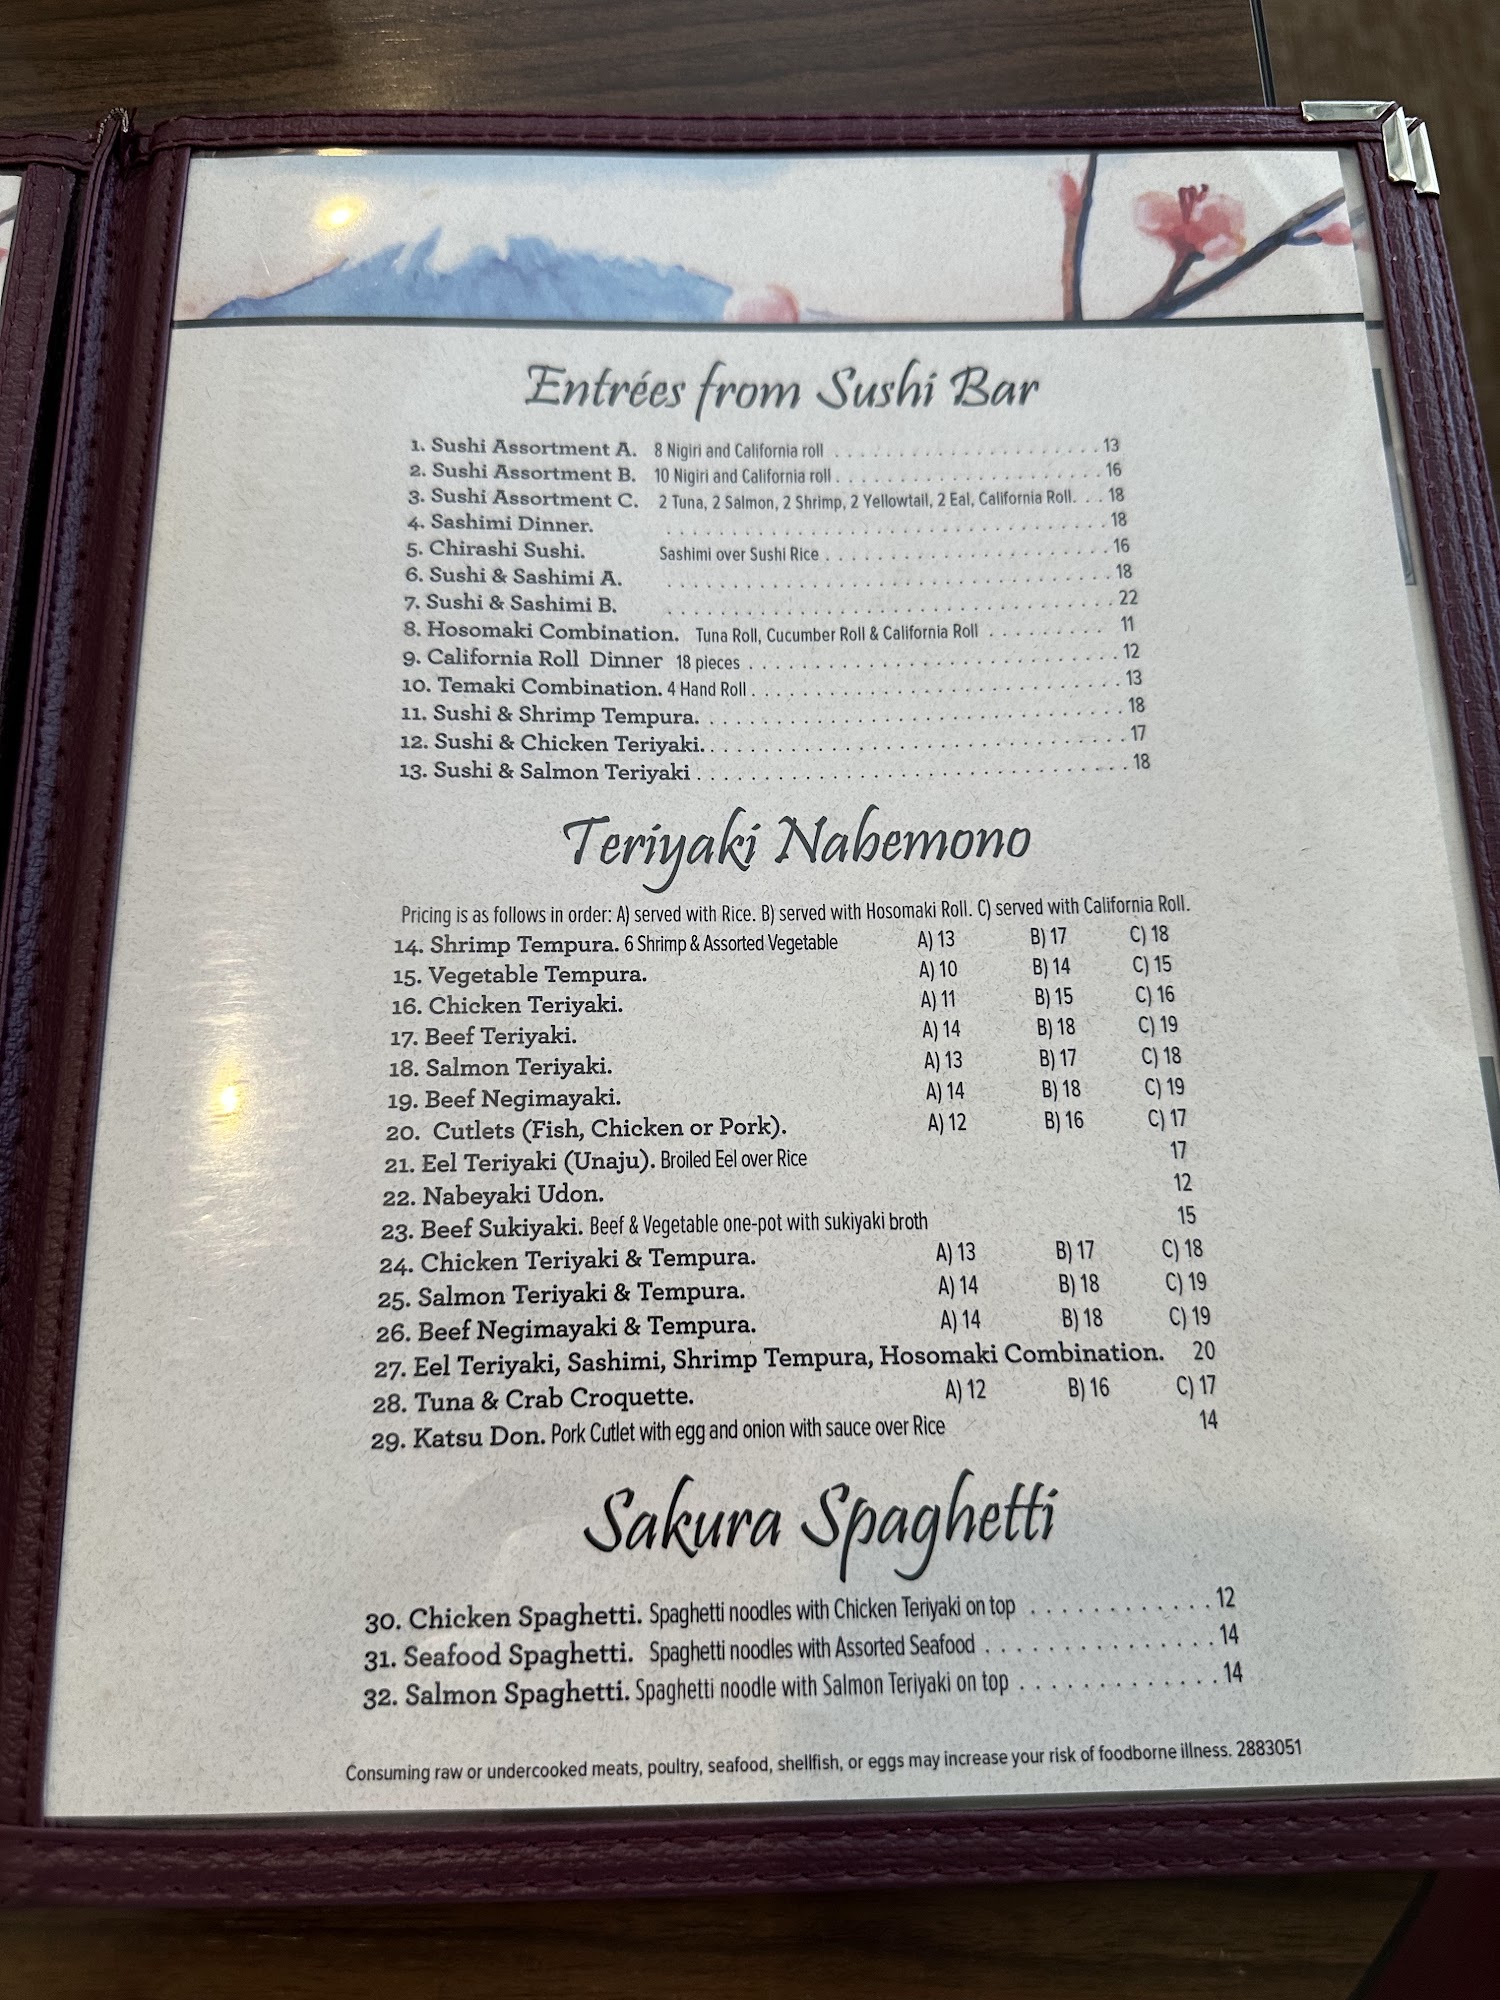 Entrées from Sushi Bar
1. Sushi Assortment A. 8 Nigiri and California roll . . . . . . . . . . . . . . . . . . . . 13
2. Sushi Assortment B. 10 Nigiri and California roll . . . . . . . . . . . . . . . . . . . . 16
3. Sushi Assortment C. 2 Tuna, 2 Salmon, 2 Shrimp, 2 Yellowtail, 2 Eal, California Roll. . . 18
4. Sashimi Dinner. . . . . . . . . . . . . . . . . . . . . . . . . . . . . . . . . . 18
5. Chirashi Sushi. Sashimi over Sushi Rice . . . . . . . . . . . . . . . . . . . . . 16
6. Sushi & Sashimi A. . . . . . . . . . . . . . . . . . . . . . . . . . . . . . . . . . 18
7. Sushi & Sashimi B. . . . . . . . . . . . . . . . . . . . . . . . . . . . . . . . . . 22
8. Hosomaki Combination. Tuna Roll, Cucumber Roll & California Roll . . . . . . . . . 11
9. California Roll Dinner 18 pieces . . . . . . . . . . . . . . . . . . . . . . . . . . . . 12
10. Temaki Combination. 4 Hand Roll . . . . . . . . . . . . . . . . . . . . . . . . . . . . 13
11. Sushi & Shrimp Tempura. . . . . . . . . . . . . . . . . . . . . . . . . . . . . . . . 18
12. Sushi & Chicken Teriyaki. . . . . . . . . . . . . . . . . . . . . . . . . . . . . . . . 17
13. Sushi & Salmon Teriyaki . . . . . . . . . . . . . . . . . . . . . . . . . . . . . . . . 18
Teriyaki Nabemono
Pricing is as follows in order: A) served with Rice. B) served with Hosomaki Roll. C) served with California Roll.
14. Shrimp Tempura. 6 Shrimp & Assorted Vegetable A) 13 B) 17 C) 18
15. Vegetable Tempura. A) 10 B) 14 C) 15
16. Chicken Teriyaki. A) 11 B) 15 C) 16
17. Beef Teriyaki. A) 14 B) 18 C) 19
18. Salmon Teriyaki. A) 13 B) 17 C) 18
19. Beef Negimayaki. A) 14 B) 18 C) 19
20. Cutlets (Fish, Chicken or Pork). A) 12 B) 16 C) 17
21. Eel Teriyaki (Unaju). Broiled Eel over Rice 17
22. Nabeyaki Udon. 12
23. Beef Sukiyaki. Beef & Vegetable one-pot with sukiyaki broth 15
24. Chicken Teriyaki & Tempura. A) 13 B) 17 C) 18
25. Salmon Teriyaki & Tempura. A) 14 B) 18 C) 19
26. Beef Negimayaki & Tempura. A) 14 B) 18 C) 19
27. Eel Teriyaki, Sashimi, Shrimp Tempura, Hosomaki Combination. 20
28. Tuna & Crab Croquette. A) 12 B) 16 C) 17
29. Katsu Don. Pork Cutlet with egg and onion with sauce over Rice 14
Sakura Spaghetti
30. Chicken Spaghetti. Spaghetti noodles with Chicken Teriyaki on top . . . . . . . . . . . . 12
31. Seafood Spaghetti. Spaghetti noodles with Assorted Seafood . . . . . . . . . . . . . . . 14
32. Salmon Spaghetti. Spaghetti noodle with Salmon Teriyaki on top . . . . . . . . . . . . . 14
Consuming raw or undercooked meats, poultry, seafood, shellfish, or eggs may increase your risk of foodborne illness. 2883051